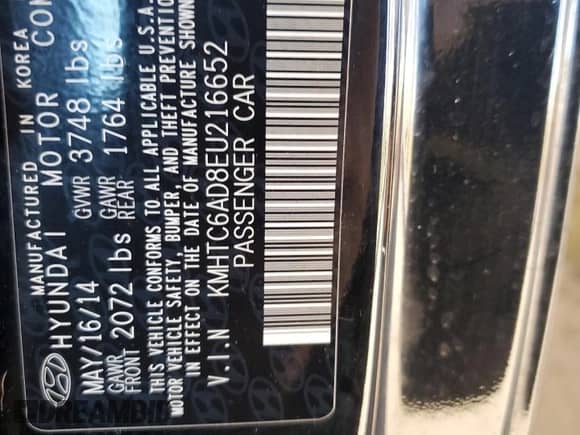 MANUFACTURED IN KOREA
HYUNDAI MOTOR COM
MAY/16/14 GVWR 3748 lbs
GAWR FRONT 2072 lbs GAWR REAR 1764 lbs
THIS VEHICLE CONFORMS TO ALL APPLICABLE U.S.A.
MOTOR VEHICLE SAFETY, BUMPER, AND THEFT PREVENTION
IN EFFECT ON THE DATE OF MANUFACTURE SHOWN
V.I.N KMHTC6AD8EU216652
PASSENGER CAR
DREAMBID